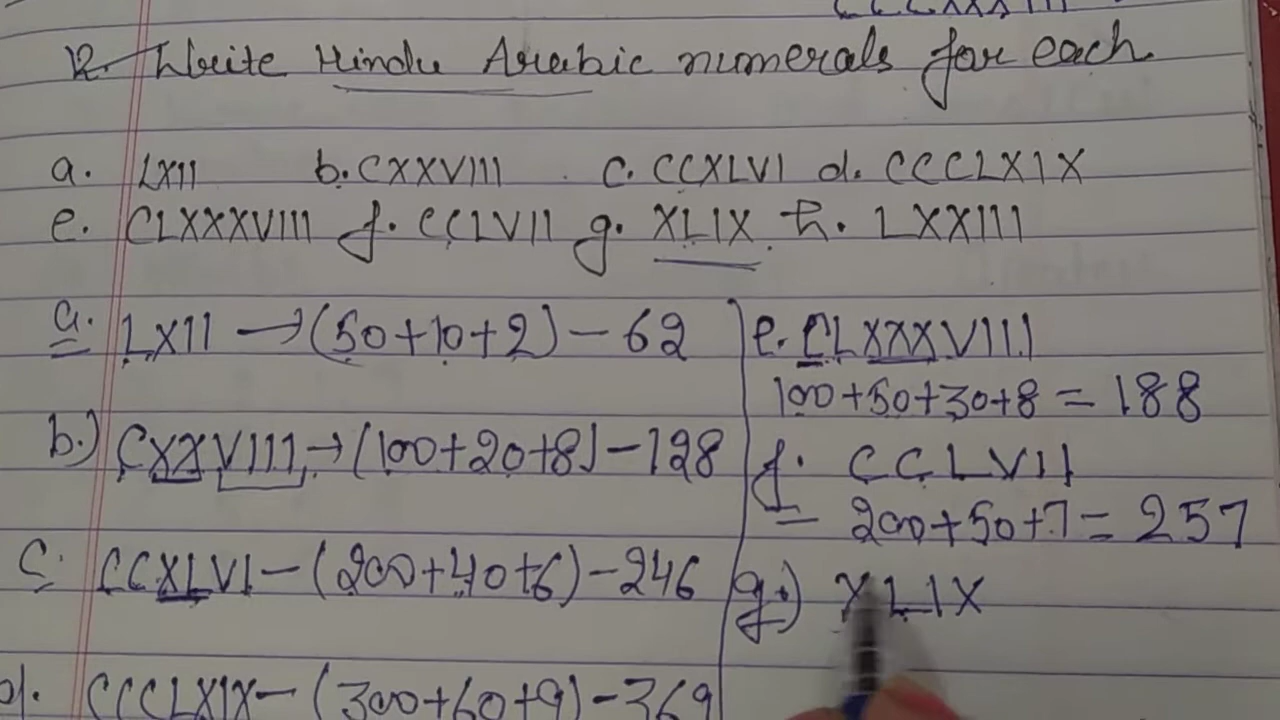 12. Write Hindu Arabic numerals for each
a. LXII b. CXXVIII c. CCXLVI d. CCCLXIX
e. CLXXXVIII f. CCLVII g. XLIX h. LXXIII
a. LXII → (50+10+2) - 62
b.) CXXVIII → (100+20+8) - 128
c. CCXLVI - (200+40+6) - 246
d. CCCLXIX - (300+60+9) - 369
e. CLXXXVIII
100+50+30+8 = 188
f. CCLVII
200+50+7 = 257
g.) XLIX